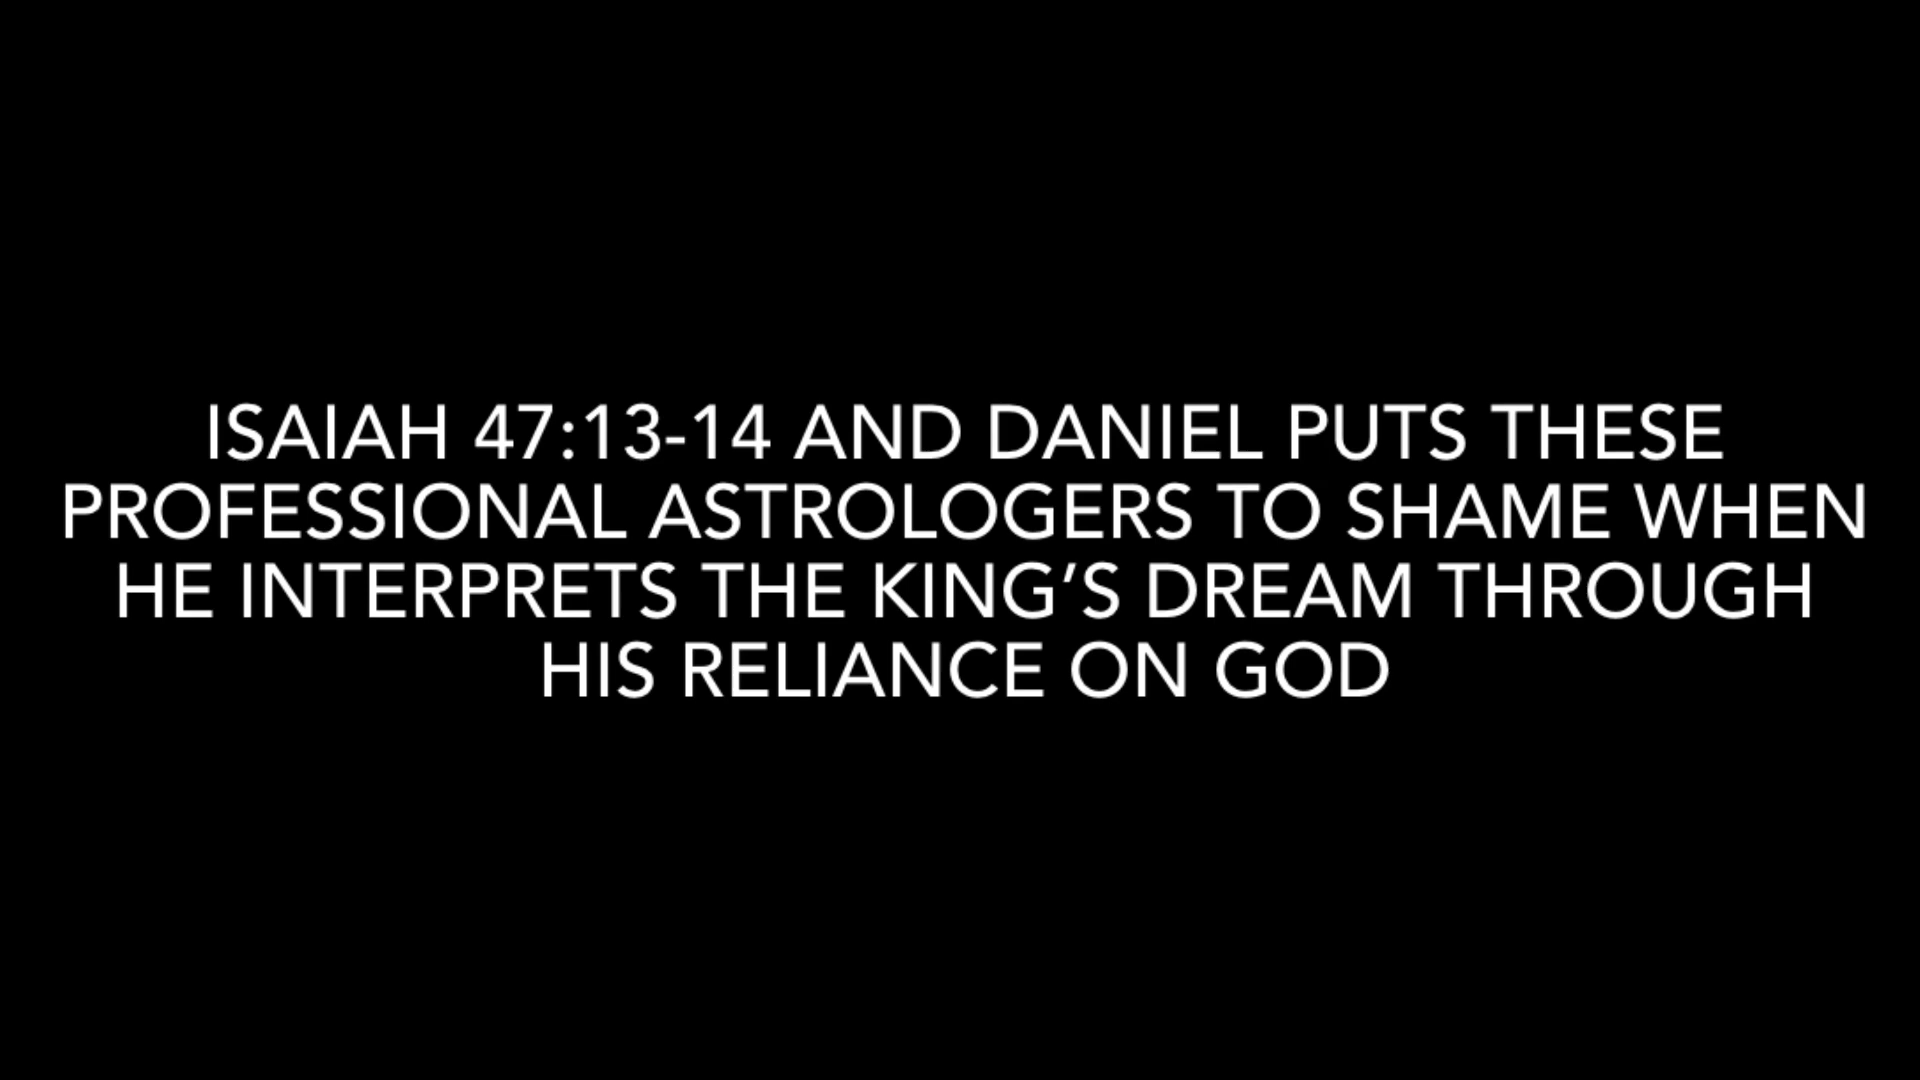 ISAIAH 47:13-14 AND DANIEL PUTS THESE
PROFESSIONAL ASTROLOGERS TO SHAME WHEN
HE INTERPRETS THE KING’S DREAM THROUGH
HIS RELIANCE ON GOD